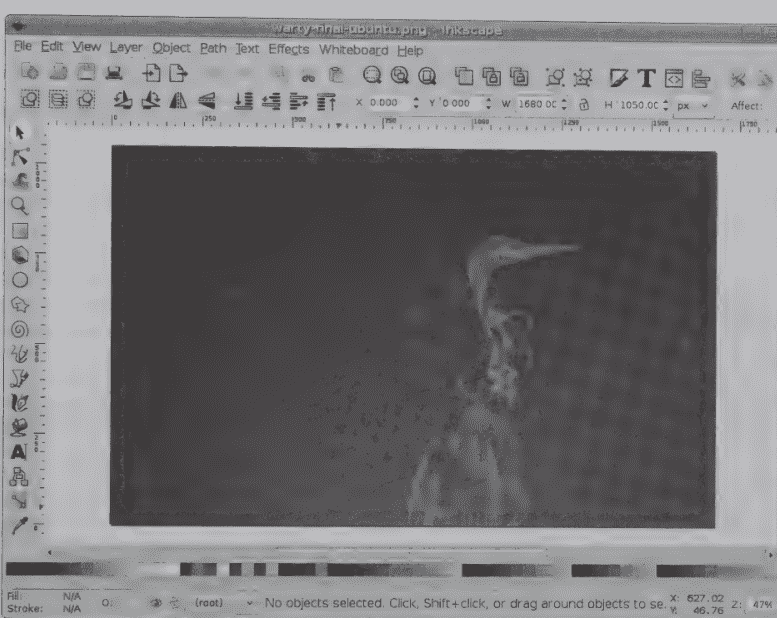 warty-final-ubuntu.png - Inkscape
File Edit View Layer Object Path Text Effects Whiteboard Help
X 0.000 Y 0.000 W 1680.00 H 1050.00 px Affect:
0 250 500 750 1000 1250 1500 1750
Fill: N/A O: (root) No objects selected. Click, Shift+click, or drag around objects to se. X: 627.02 Z: 47%
Stroke: N/A Y: 46.76